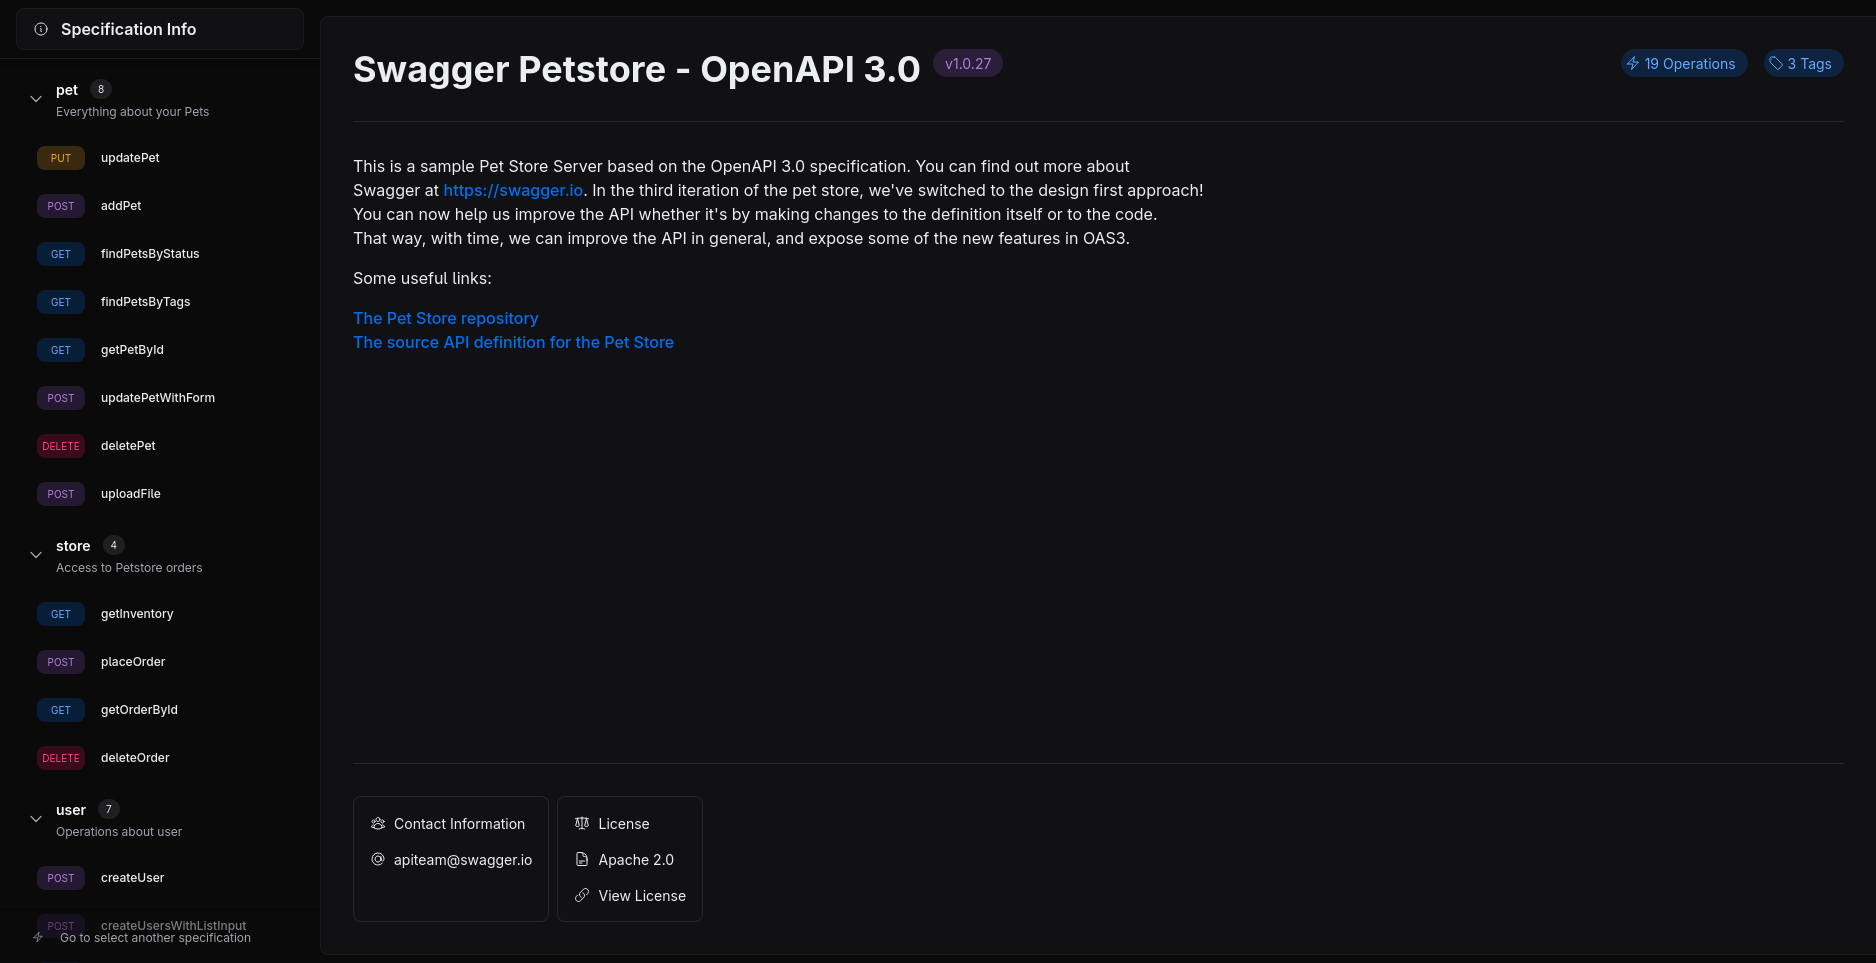 Specification Info
pet 8
Everything about your Pets
PUT updatePet
POST addPet
GET findPetsByStatus
GET findPetsByTags
GET getPetById
POST updatePetWithForm
DELETE deletePet
POST uploadFile
store 4
Access to Petstore orders
GET getInventory
POST placeOrder
GET getOrderById
DELETE deleteOrder
user 7
Operations about user
POST createUser
POST createUsersWithListInput
Go to select another specification
Swagger Petstore - OpenAPI 3.0 v1.0.27
19 Operations 3 Tags
This is a sample Pet Store Server based on the OpenAPI 3.0 specification. You can find out more about
Swagger at https://swagger.io. In the third iteration of the pet store, we've switched to the design first approach!
You can now help us improve the API whether it's by making changes to the definition itself or to the code.
That way, with time, we can improve the API in general, and expose some of the new features in OAS3.
Some useful links:
The Pet Store repository
The source API definition for the Pet Store
Contact Information
apiteam@swagger.io
License
Apache 2.0
View License